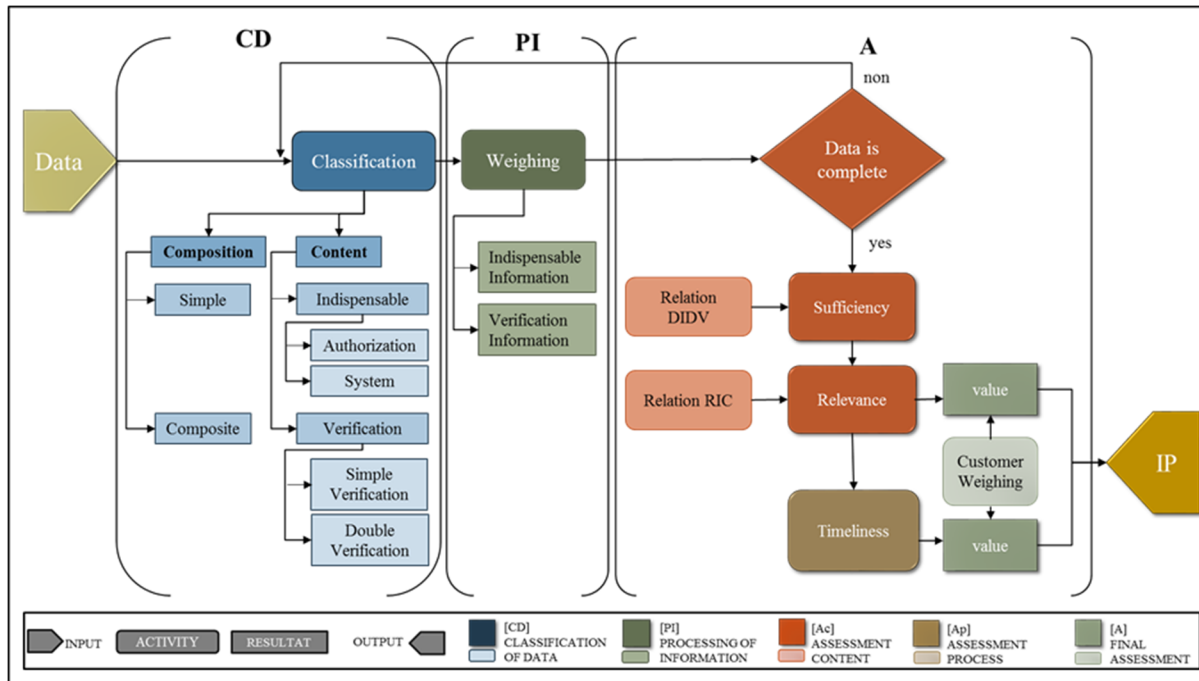 CD
PI
A
non
Data
Classification
Weighing
Data is
complete
yes
Composition
Content
Simple
Indispensable
Authorization
System
Composite
Verification
Simple
Verification
Double
Verification
Indispensable
Information
Verification
Information
Relation
DIDV
Sufficiency
Relation RIC
Relevance
value
Customer
Weighing
IP
Timeliness
value
INPUT
ACTIVITY
RESULTAT
OUTPUT
[CD]
CLASSIFICATION
OF DATA
[PI]
PROCESSING OF
INFORMATION
[Ac]
ASSESSMENT
CONTENT
[Ap]
ASSESSMENT
PROCESS
[A]
FINAL
ASSESSMENT